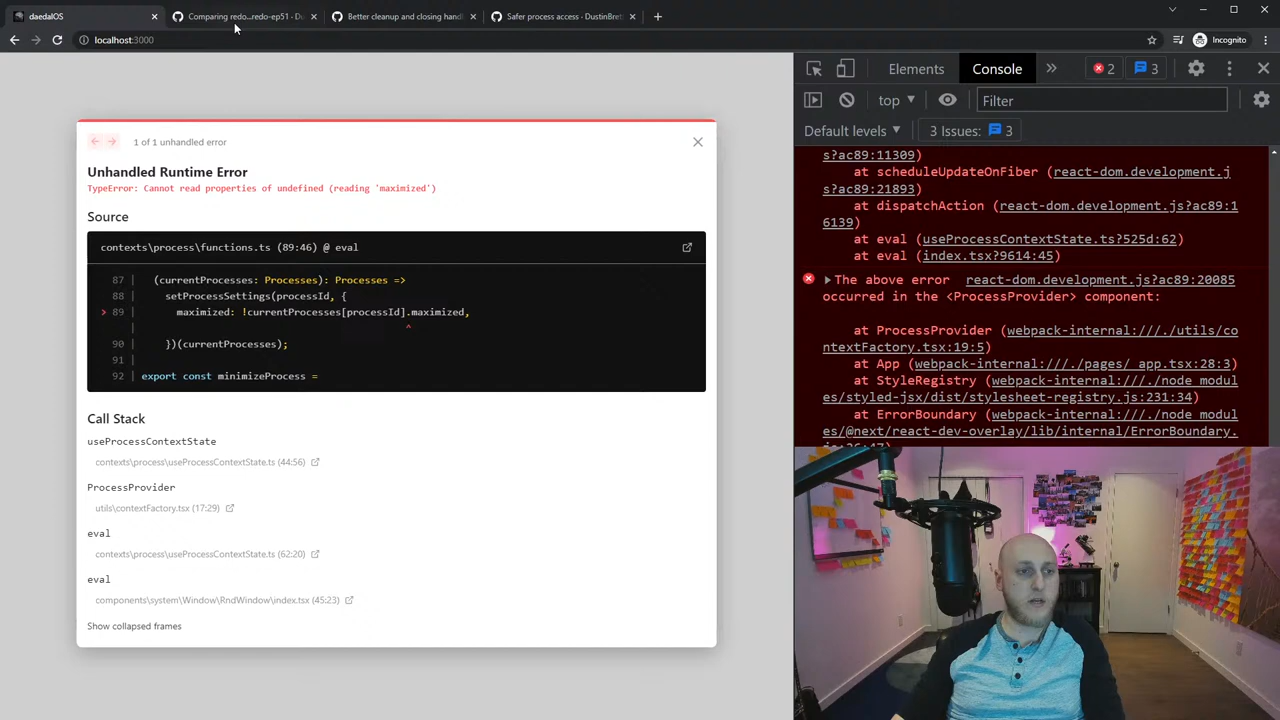 daedalOS
Comparing redo...redo-ep51 · Du
Better cleanup and closing handl
Safer process access · DustinBret
localhost:3000
Incognito
1 of 1 unhandled error
Unhandled Runtime Error
TypeError: Cannot read properties of undefined (reading 'maximized')
Source
contexts\process\functions.ts (89:46) @ eval
87 | (currentProcesses: Processes): Processes =>
88 | setProcessSettings(processId, {
> 89 | maximized: !currentProcesses[processId].maximized,
| ^
90 | })(currentProcesses);
91 |
92 | export const minimizeProcess =
Call Stack
useProcessContextState
contexts\process\useProcessContextState.ts (44:56)
ProcessProvider
utils\contextFactory.tsx (17:29)
eval
contexts\process\useProcessContextState.ts (62:20)
eval
components\system\Window\RndWindow\index.tsx (45:23)
Show collapsed frames
Elements
Console
2
3
top
Filter
Default levels
3 Issues: 3
s?ac89:11309)
at scheduleUpdateOnFiber (react-dom.development.j
s?ac89:21893)
at dispatchAction (react-dom.development.js?ac89:1
6139)
at eval (useProcessContextState.ts?525d:62)
at eval (index.tsx?9614:45)
The above error react-dom.development.js?ac89:20085
occurred in the <ProcessProvider> component:
at ProcessProvider (webpack-internal:///./utils/co
ntextFactory.tsx:19:5)
at App (webpack-internal:///./pages/_app.tsx:28:3)
at StyleRegistry (webpack-internal:///./node_modul
es/styled-jsx/dist/stylesheet-registry.js:231:34)
at ErrorBoundary (webpack-internal:///./node_modul
es/@next/react-dev-overlay/lib/internal/ErrorBoundary.